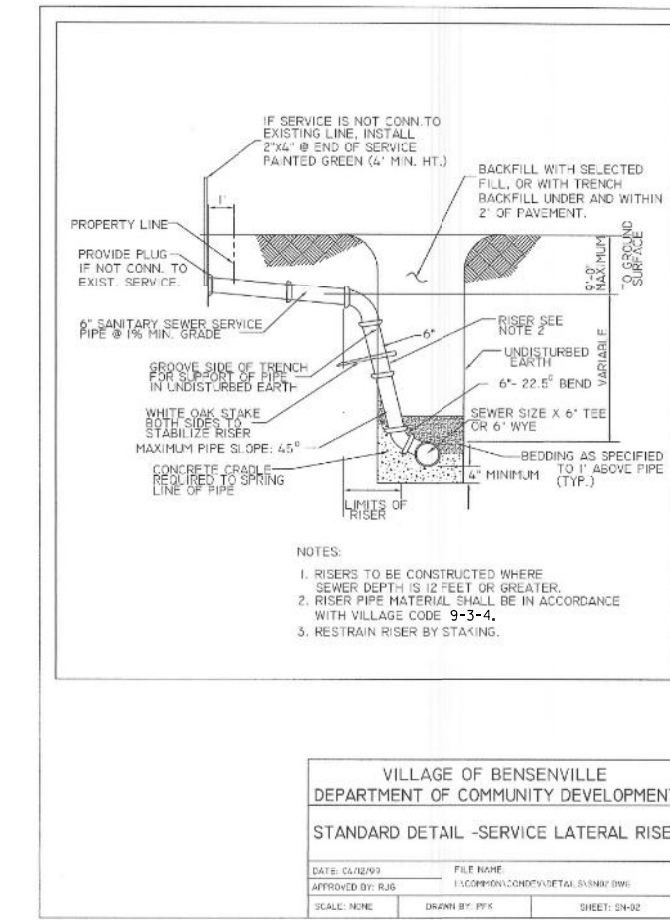 IF SERVICE IS NOT CONN.TO
EXISTING LINE, INSTALL
2"X4" @ END OF SERVICE
PAINTED GREEN (4' MIN. HT.)
BACKFILL WITH SELECTED
FILL, OR WITH TRENCH
BACKFILL UNDER AND WITHIN
2' OF PAVEMENT.
1'
PROPERTY LINE
PROVIDE PLUG
IF NOT CONN. TO
EXIST. SERVICE.
9'-0"
MAXIMUM
TO GROUND
SURFACE
6" SANITARY SEWER SERVICE
PIPE @ 1% MIN. GRADE
6"
RISER SEE
NOTE 2
UNDISTURBED
EARTH
VARIABLE
GROOVE SIDE OF TRENCH
FOR SUPPORT OF PIPE
IN UNDISTURBED EARTH
6"- 22.5° BEND
WHITE OAK STAKE
BOTH SIDES TO
STABILIZE RISER
SEWER SIZE X 6" TEE
OR 6" WYE
MAXIMUM PIPE SLOPE: 45°
CONCRETE CRADLE
REQUIRED TO SPRING
LINE OF PIPE
BEDDING AS SPECIFIED
TO 1' ABOVE PIPE
(TYP.)
4" MINIMUM
LIMITS OF
RISER
NOTES:
1. RISERS TO BE CONSTRUCTED WHERE
SEWER DEPTH IS 12 FEET OR GREATER.
2. RISER PIPE MATERIAL SHALL BE IN ACCORDANCE
WITH VILLAGE CODE 9-3-4.
3. RESTRAIN RISER BY STAKING.
VILLAGE OF BENSENVILLE
DEPARTMENT OF COMMUNITY DEVELOPMENT
STANDARD DETAIL -SERVICE LATERAL RISE
DATE: 04/12/99
FILE NAME:
APPROVED BY: RJG
I:\COMMON\COMDEV\DETAILS\SN02.DWG
SCALE: NONE
DRAWN BY: PFK
SHEET: SN-02